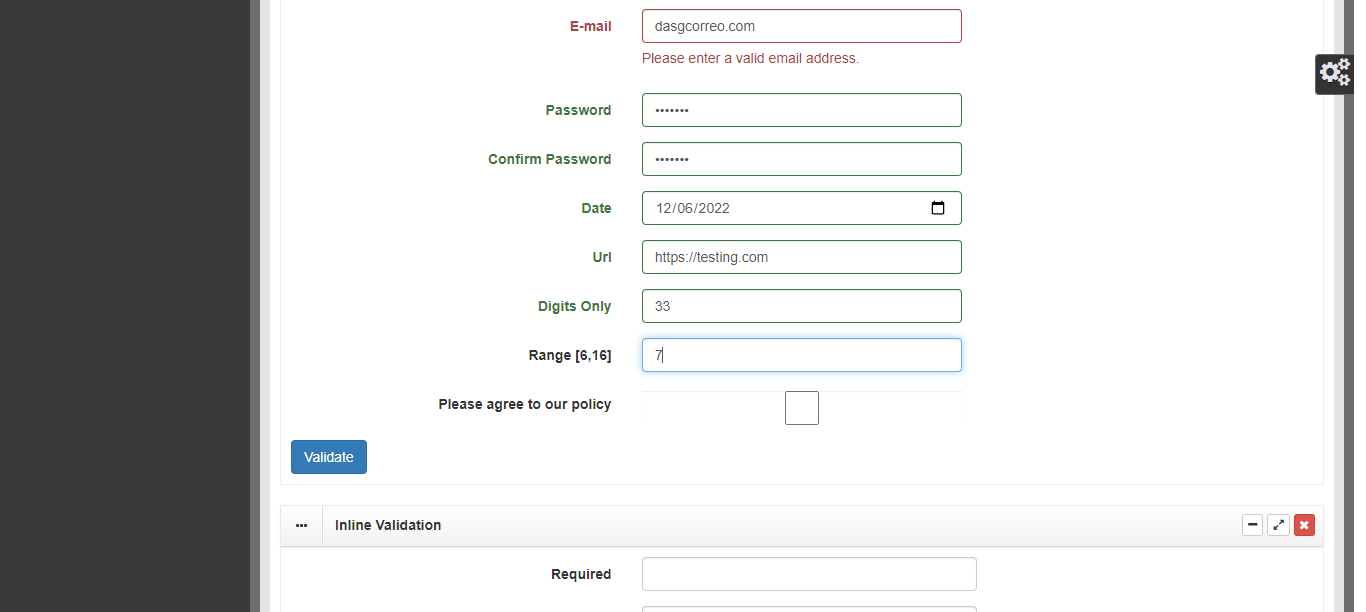 E-mail dasgcorreo.com
Please enter a valid email address.
Password •••••••
Confirm Password •••••••
Date 12/06/2022
Url https://testing.com
Digits Only 33
Range [6,16] 7
Please agree to our policy
Validate
Inline Validation
Required